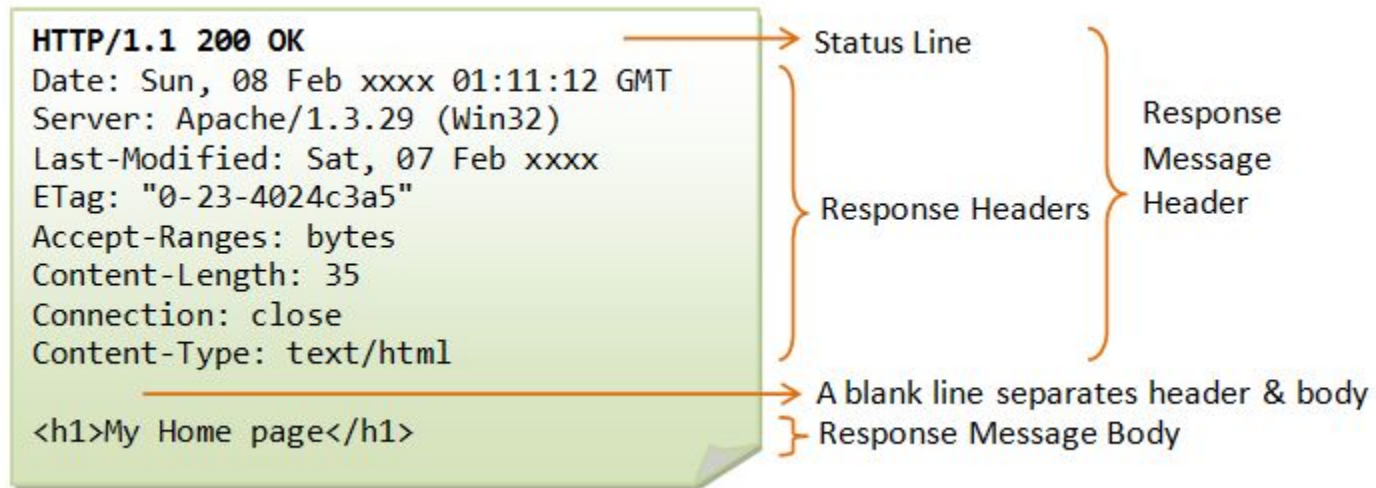 HTTP/1.1 200 OK
Date: Sun, 08 Feb xxxx 01:11:12 GMT
Server: Apache/1.3.29 (Win32)
Last-Modified: Sat, 07 Feb xxxx
ETag: "0-23-4024c3a5"
Accept-Ranges: bytes
Content-Length: 35
Connection: close
Content-Type: text/html
<h1>My Home page</h1>
Status Line
Response Headers
Response
Message
Header
A blank line separates header & body
Response Message Body